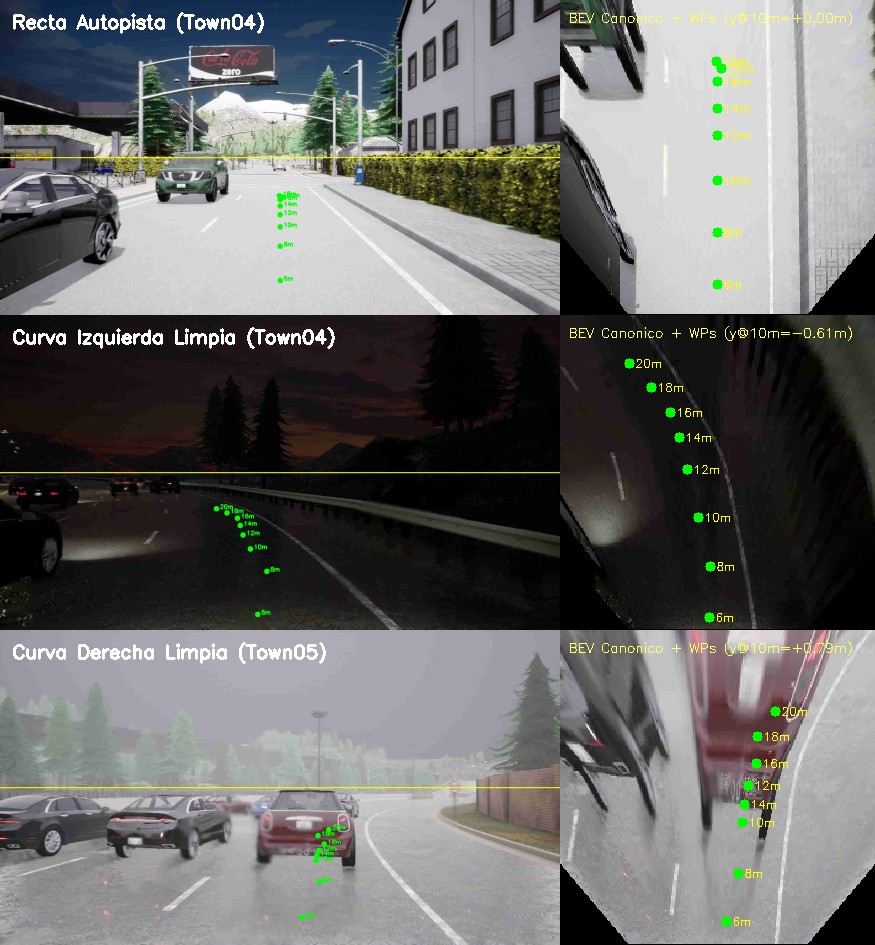 Recta Autopista (Town04)
Coca-Cola
zero
14m
12m
10m
8m
6m
BEV Canonico + WPs (y@10m=+0.00m)
16m
14m
12m
10m
8m
6m
Curva Izquierda Limpia (Town04)
20m
18m
16m
14m
12m
10m
8m
6m
BEV Canonico + WPs (y@10m=-0.61m)
20m
18m
16m
14m
12m
10m
8m
6m
Curva Derecha Limpia (Town05)
BEV Canonico + WPs (y@10m=+0.79m)
20m
18m
16m
12m
14m
10m
8m
6m